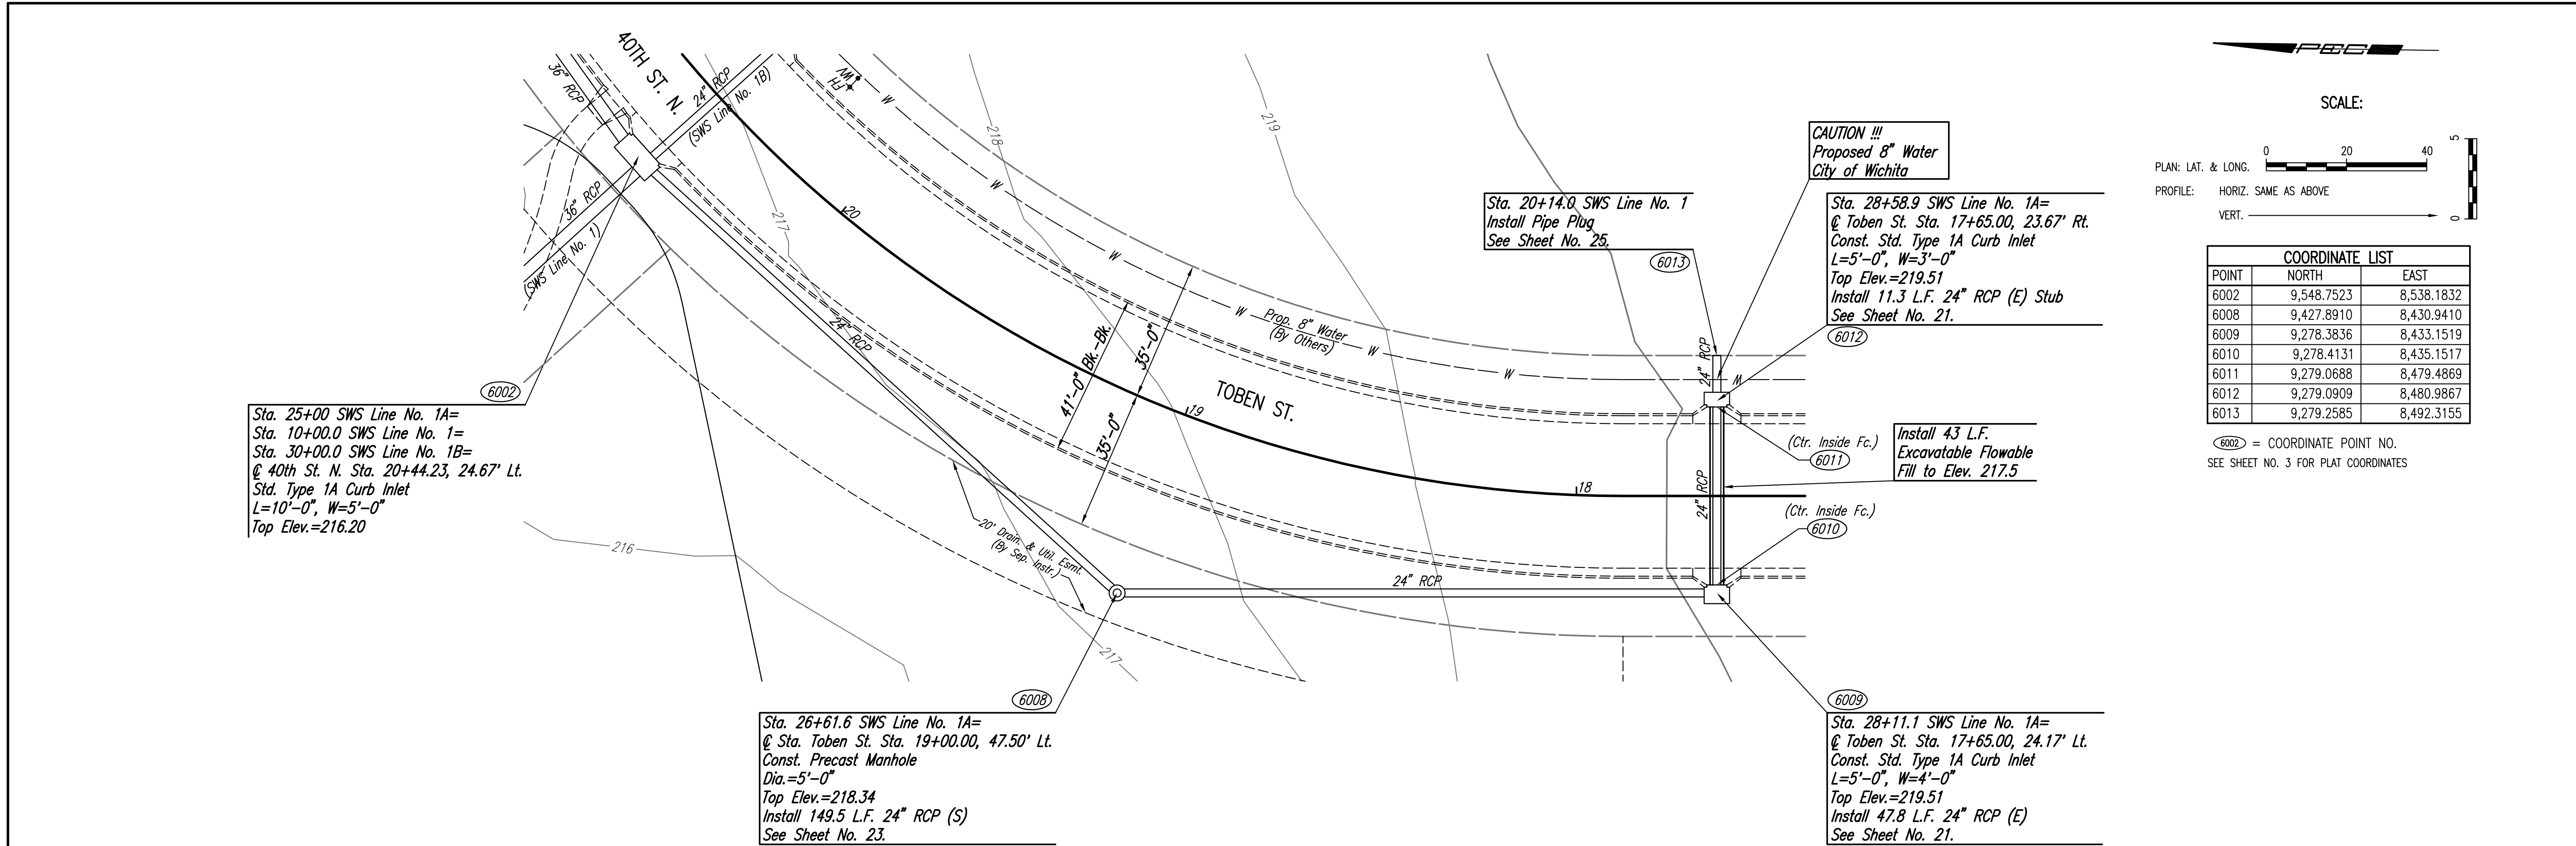 40TH ST. N.
36" RCP
24" RCP
(SWS Line No. 1B)
FH
WV
W
W
W
W
W
W
W
218
219
217
20
36" RCP
(SWS Line No. 1)
24" RCP
41'-0" Bk.-Bk.
35'-0"
35'-0"
Prop. 8" Water
(By Others)
TOBEN ST.
19
18
216
217
20' Drain. & Util. Esmt.
(By Sep. Instr.)
24" RCP
24" RCP
24" RCP
CAUTION !!!
Proposed 8" Water
City of Wichita
Sta. 20+14.0 SWS Line No. 1
Install Pipe Plug
See Sheet No. 25.
6013
Sta. 28+58.9 SWS Line No. 1A=
℄ Toben St. Sta. 17+65.00, 23.67' Rt.
Const. Std. Type 1A Curb Inlet
L=5'-0", W=3'-0"
Top Elev.=219.51
Install 11.3 L.F. 24" RCP (E) Stub
See Sheet No. 21.
6012
(Ctr. Inside Fc.)
6011
Install 43 L.F.
Excavatable Flowable
Fill to Elev. 217.5
(Ctr. Inside Fc.)
6010
6002
Sta. 25+00 SWS Line No. 1A=
Sta. 10+00.0 SWS Line No. 1=
Sta. 30+00.0 SWS Line No. 1B=
℄ 40th St. N. Sta. 20+44.23, 24.67' Lt.
Std. Type 1A Curb Inlet
L=10'-0", W=5'-0"
Top Elev.=216.20
6008
Sta. 26+61.6 SWS Line No. 1A=
℄ Sta. Toben St. Sta. 19+00.00, 47.50' Lt.
Const. Precast Manhole
Dia.=5'-0"
Top Elev.=218.34
Install 149.5 L.F. 24" RCP (S)
See Sheet No. 23.
6009
Sta. 28+11.1 SWS Line No. 1A=
℄ Toben St. Sta. 17+65.00, 24.17' Lt.
Const. Std. Type 1A Curb Inlet
L=5'-0", W=4'-0"
Top Elev.=219.51
Install 47.8 L.F. 24" RCP (E)
See Sheet No. 21.
PEC
SCALE:
PLAN: LAT. & LONG. 0 20 40
PROFILE: HORIZ. SAME AS ABOVE
VERT. 0 5
COORDINATE LIST
POINT NORTH EAST
6002 9,548.7523 8,538.1832
6008 9,427.8910 8,430.9410
6009 9,278.3836 8,433.1519
6010 9,278.4131 8,435.1517
6011 9,279.0688 8,479.4869
6012 9,279.0909 8,480.9867
6013 9,279.2585 8,492.3155
6002 = COORDINATE POINT NO.
SEE SHEET NO. 3 FOR PLAT COORDINATES